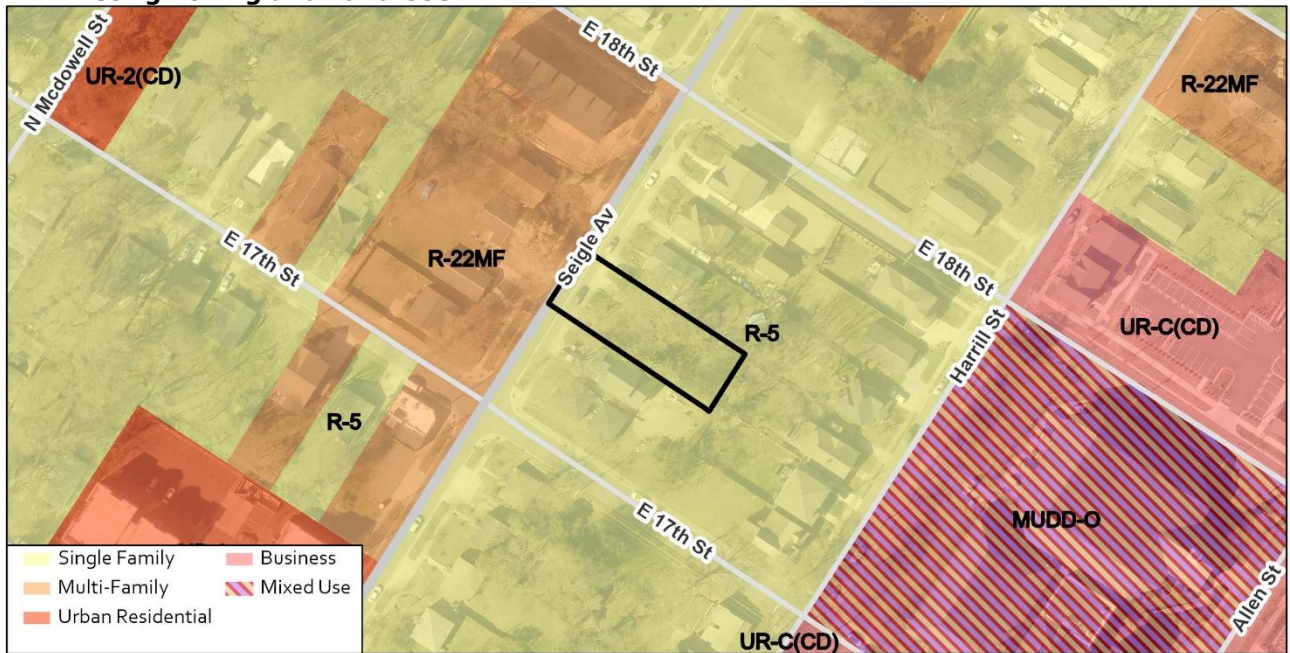 N Mcdowell St
UR-2(CD)
E 18th St
R-22MF
E 17th St
R-22MF
Seigle Av
E 18th St
UR-C(CD)
R-5
Harrill St
R-5
MUDD-O
E 17th St
Allen St
UR-C(CD)
Single Family
Business
Multi-Family
Mixed Use
Urban Residential